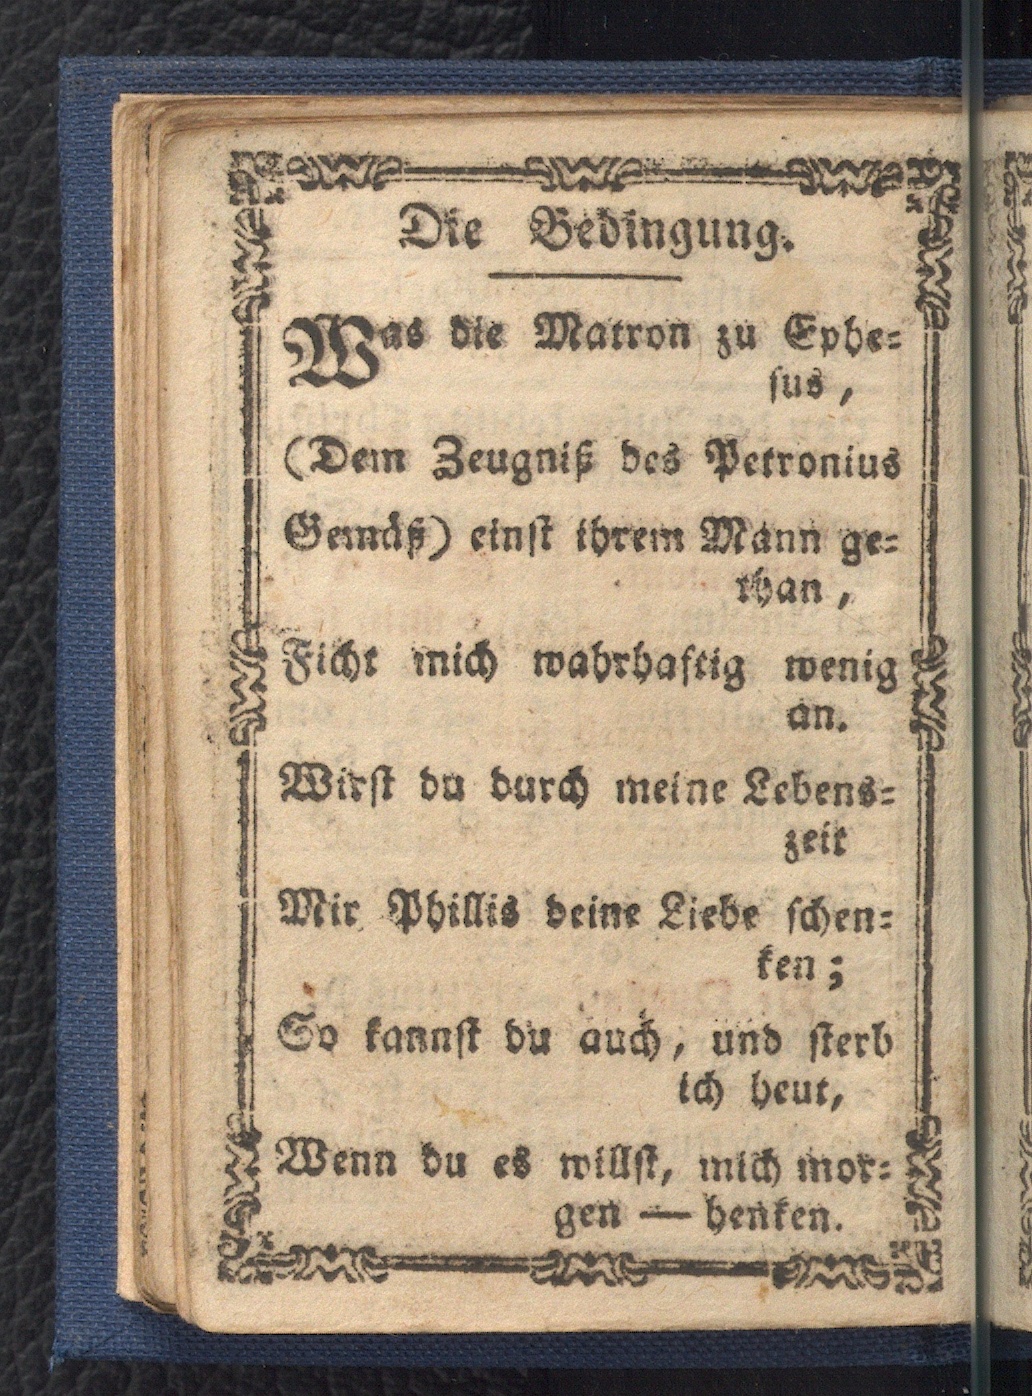 Die Bedingung.
Was die Matron zu Ephe=
sus,
(Dem Zeugniß des Petronius
Gemäß) einst ihrem Mann ge=
than,
Ficht mich wahrhaftig wenig
an.
Wirst du durch meine Lebens=
zeit
Mir Phillis deine Liebe schen=
ken;
So kannst du auch, und sterb
ich heut,
Wenn du es willst, mich mor=
gen — henken.